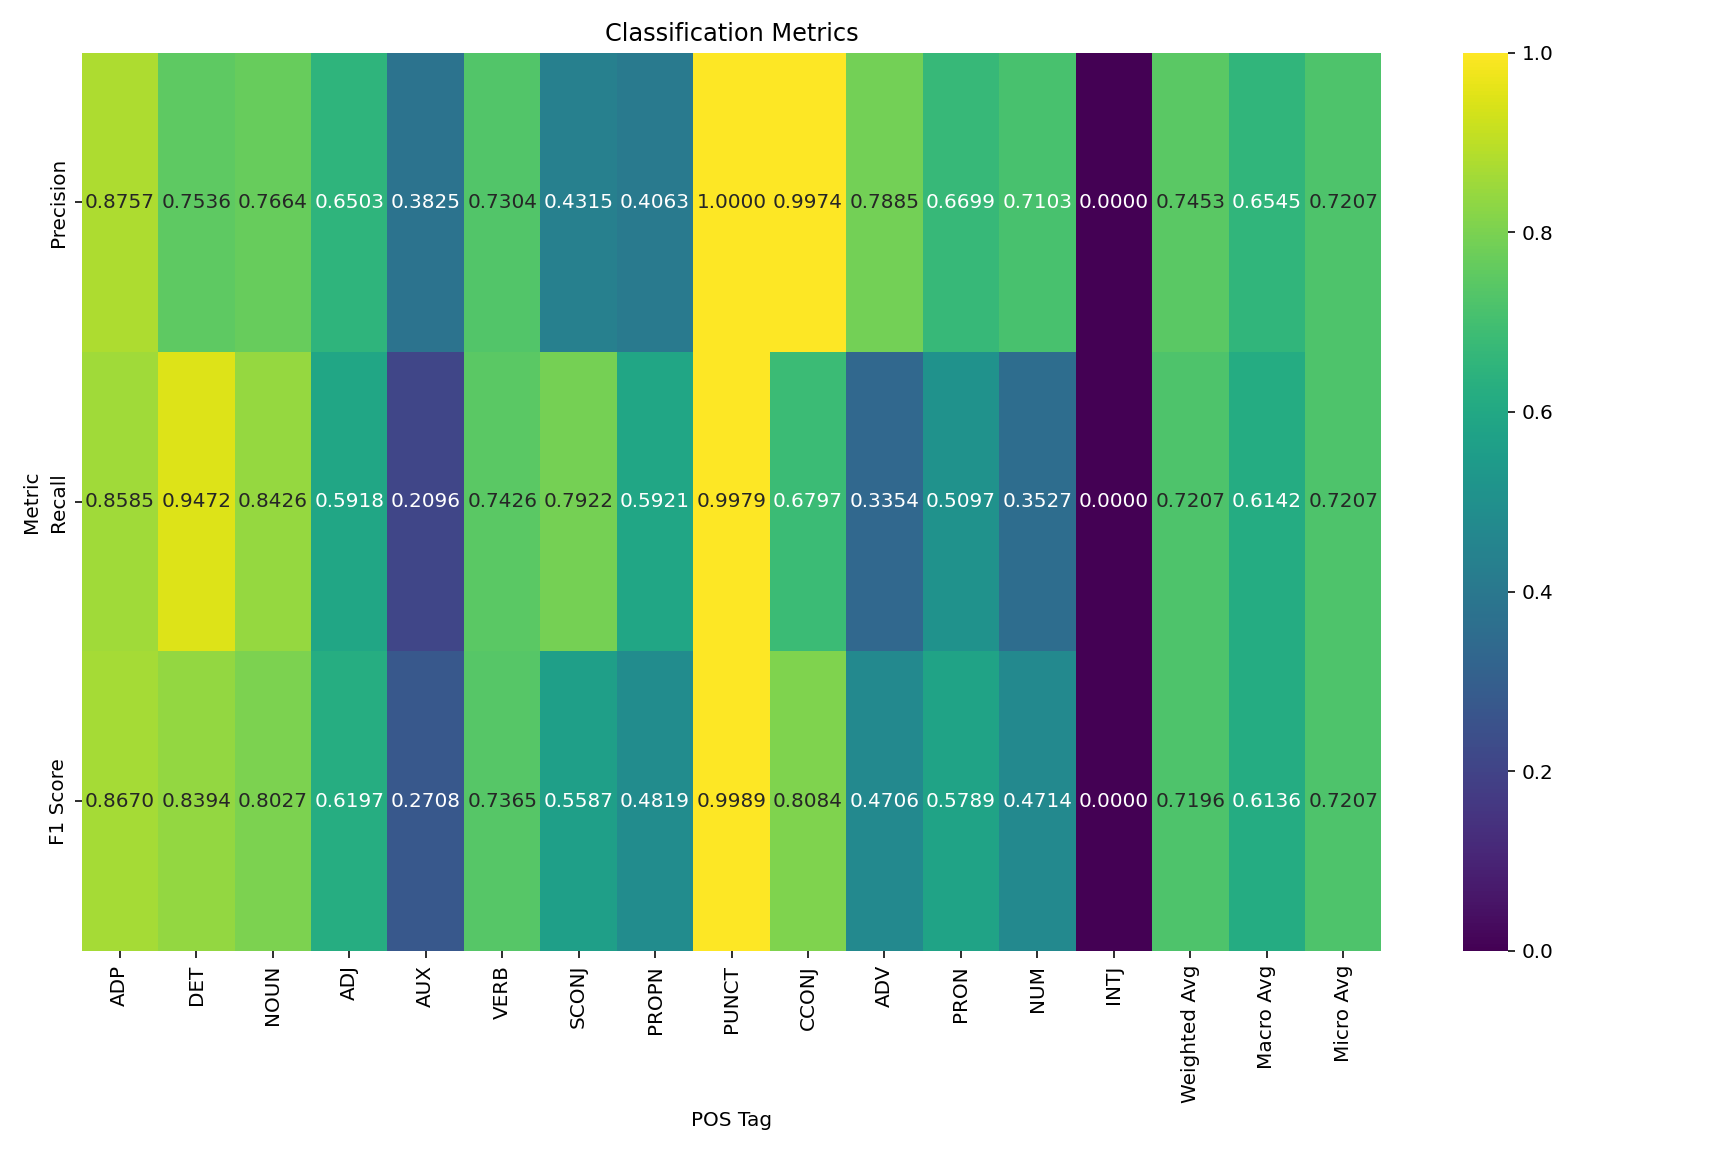 Classification Metrics
Metric
Precision
0.8757 0.7536 0.7664 0.6503 0.3825 0.7304 0.4315 0.4063 1.0000 0.9974 0.7885 0.6699 0.7103 0.0000 0.7453 0.6545 0.7207
Recall
0.8585 0.9472 0.8426 0.5918 0.2096 0.7426 0.7922 0.5921 0.9979 0.6797 0.3354 0.5097 0.3527 0.0000 0.7207 0.6142 0.7207
F1 Score
0.8670 0.8394 0.8027 0.6197 0.2708 0.7365 0.5587 0.4819 0.9989 0.8084 0.4706 0.5789 0.4714 0.0000 0.7196 0.6136 0.7207
ADP
DET
NOUN
ADJ
AUX
VERB
SCONJ
PROPN
PUNCT
CCONJ
ADV
PRON
NUM
INTJ
Weighted Avg
Macro Avg
Micro Avg
POS Tag
1.0
0.8
0.6
0.4
0.2
0.0